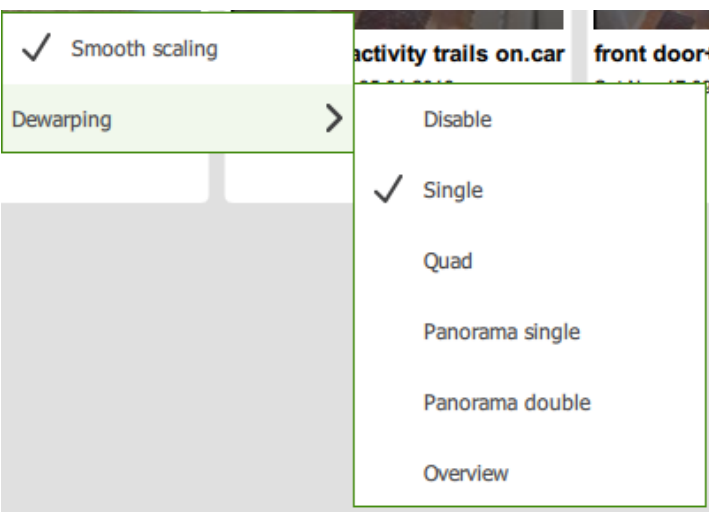 Smooth scaling
activity trails on.car
front door+
Dewarping
Disable
Single
Quad
Panorama single
Panorama double
Overview